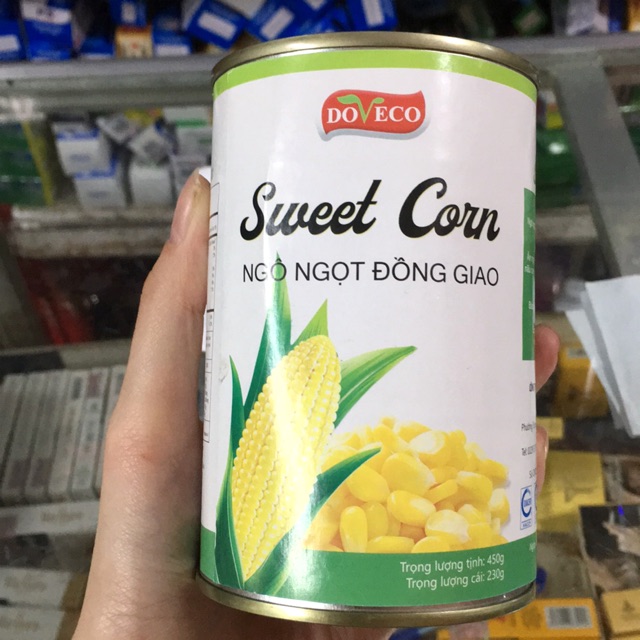 DOVECO
Sweet Corn
NGÔ NGỌT ĐỒNG GIAO
Trọng lượng tịnh: 450g
Trọng lượng cái: 230g